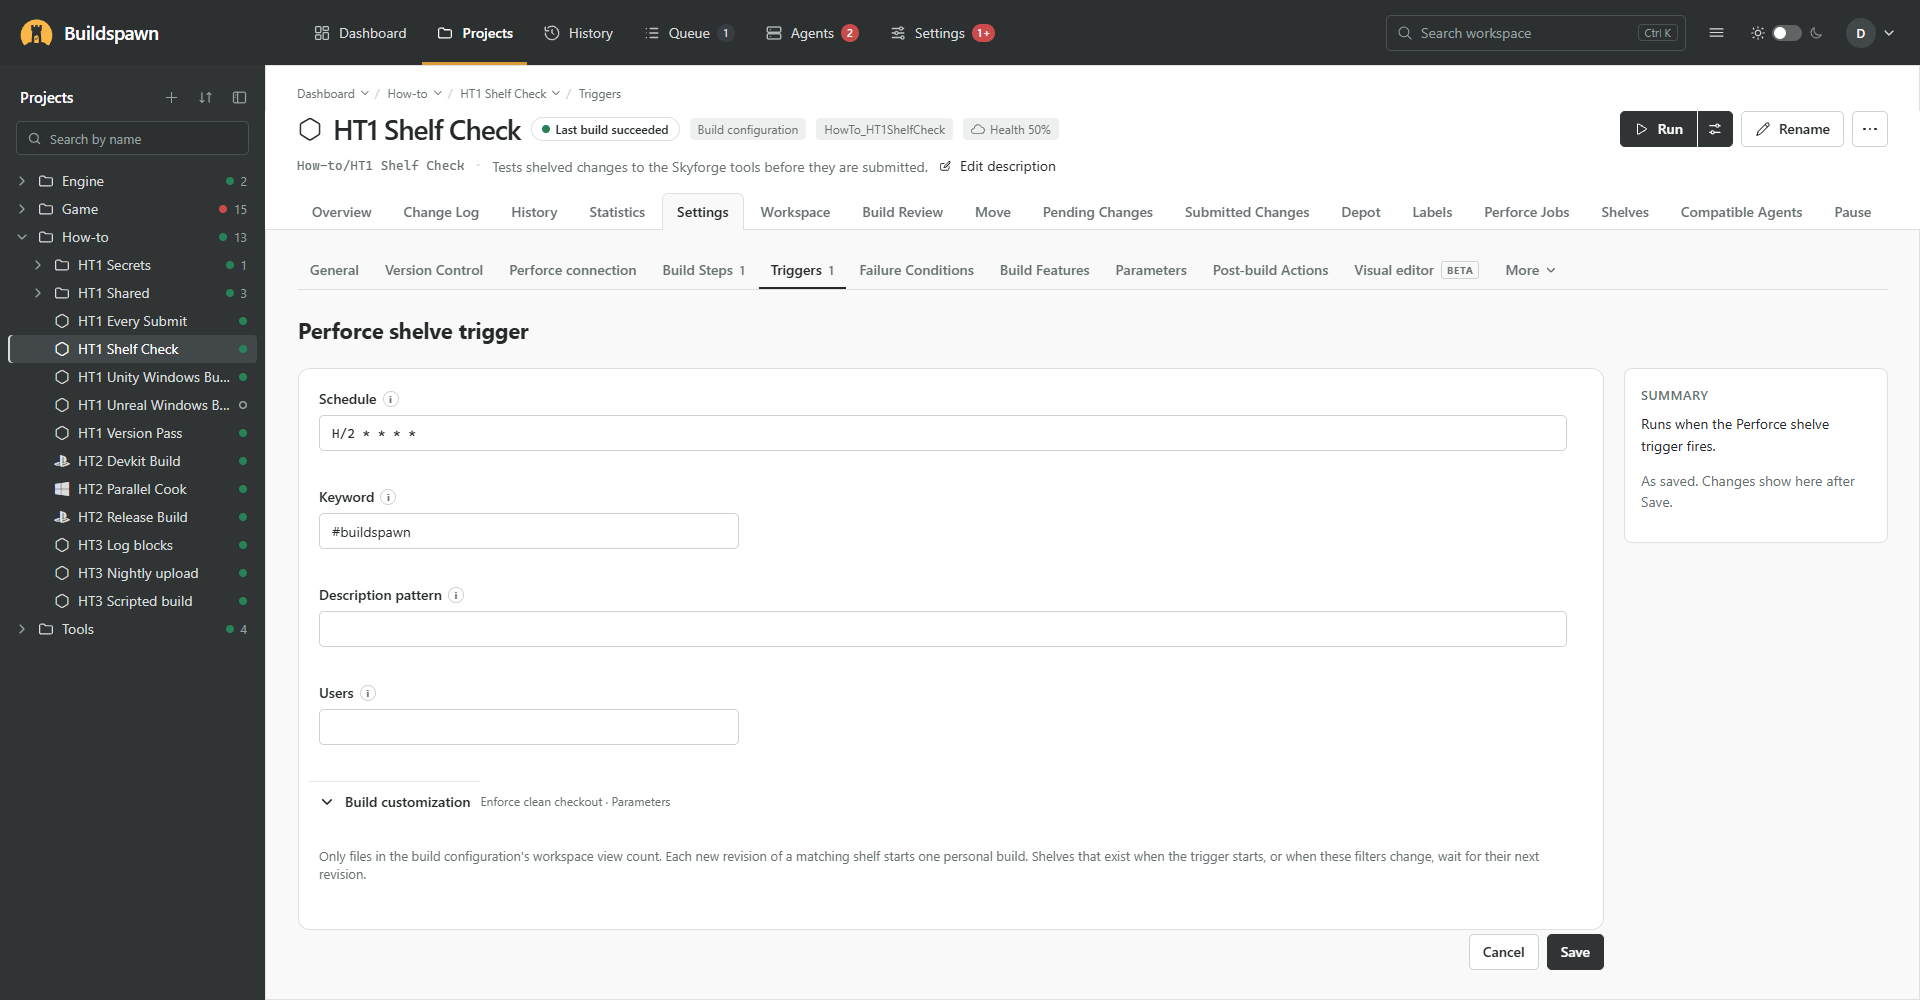 Buildspawn
Dashboard
Projects
History
Queue 1
Agents 2
Settings 1+
Search workspace Ctrl K
D
Projects
Search by name
Engine 2
Game 15
How-to 13
HT1 Secrets 1
HT1 Shared 3
HT1 Every Submit
HT1 Shelf Check
HT1 Unity Windows Bu...
HT1 Unreal Windows B...
HT1 Version Pass
HT2 Devkit Build
HT2 Parallel Cook
HT2 Release Build
HT3 Log blocks
HT3 Nightly upload
HT3 Scripted build
Tools 4
Dashboard / How-to / HT1 Shelf Check / Triggers
HT1 Shelf Check Last build succeeded Build configuration HowTo_HT1ShelfCheck Health 50%
Run Rename ...
How-to/HT1 Shelf Check · Tests shelved changes to the Skyforge tools before they are submitted. Edit description
Overview Change Log History Statistics Settings Workspace Build Review Move Pending Changes Submitted Changes Depot Labels Perforce Jobs Shelves Compatible Agents Pause
General Version Control Perforce connection Build Steps 1 Triggers 1 Failure Conditions Build Features Parameters Post-build Actions Visual editor BETA More
Perforce shelve trigger
Schedule i
H/2 * * * *
Keyword i
#buildspawn
Description pattern i
Users i
Build customization Enforce clean checkout · Parameters
Only files in the build configuration's workspace view count. Each new revision of a matching shelf starts one personal build. Shelves that exist when the trigger starts, or when these filters change, wait for their next
revision.
SUMMARY
Runs when the Perforce shelve
trigger fires.
As saved. Changes show here after
Save.
Cancel Save